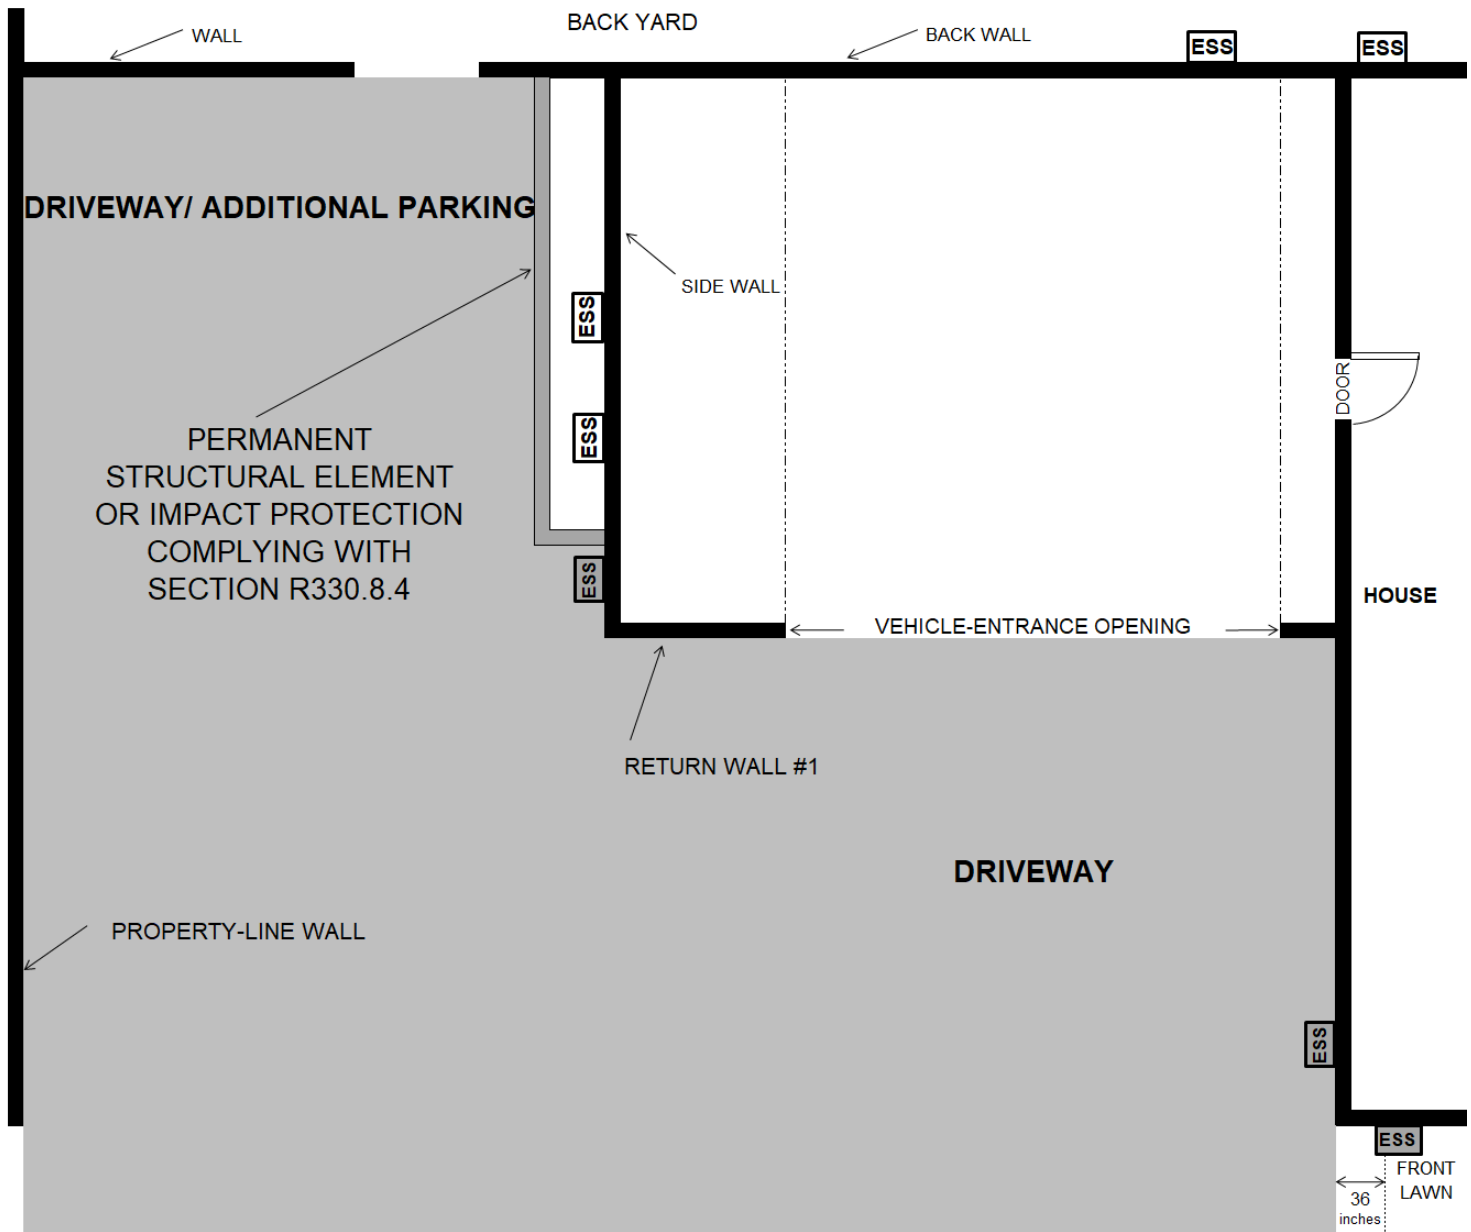 BACK YARD
WALL
BACK WALL
ESS
ESS
DRIVEWAY/ ADDITIONAL PARKING
SIDE WALL
ESS
DOOR
ESS
PERMANENT
STRUCTURAL ELEMENT
OR IMPACT PROTECTION
COMPLYING WITH
SECTION R330.8.4
ESS
HOUSE
VEHICLE-ENTRANCE OPENING
RETURN WALL #1
DRIVEWAY
PROPERTY-LINE WALL
ESS
ESS
FRONT
LAWN
36
inches